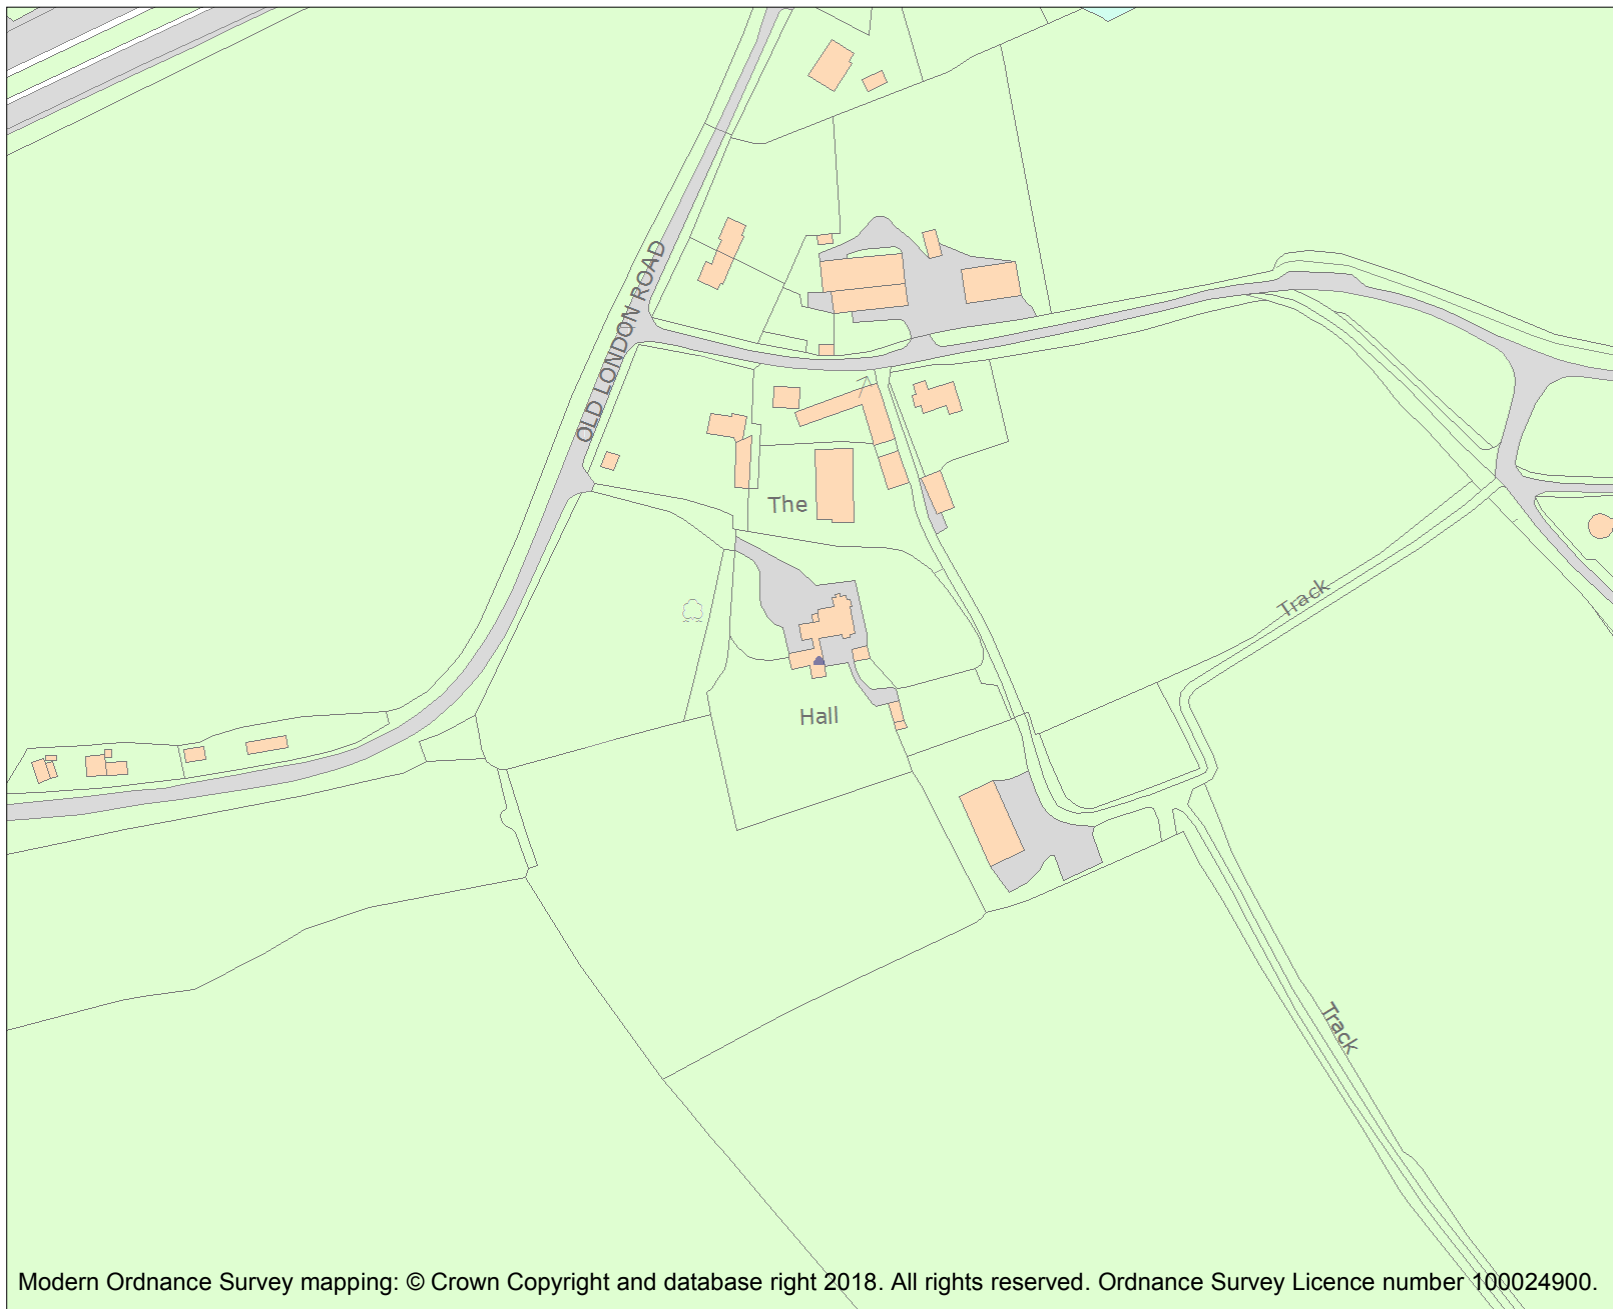 OLD LONDON ROAD
The
Track
Hall
Track
Modern Ordnance Survey mapping: © Crown Copyright and database right 2018. All rights reserved. Ordnance Survey Licence number 100024900.